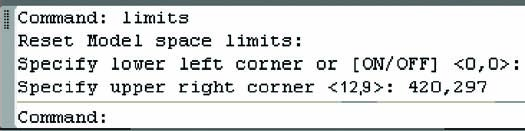 Command: limits
Reset Model space limits:
Specify lower left corner or [ON/OFF] <0,0>:
Specify upper right corner <12,9>: 420,297
Command: